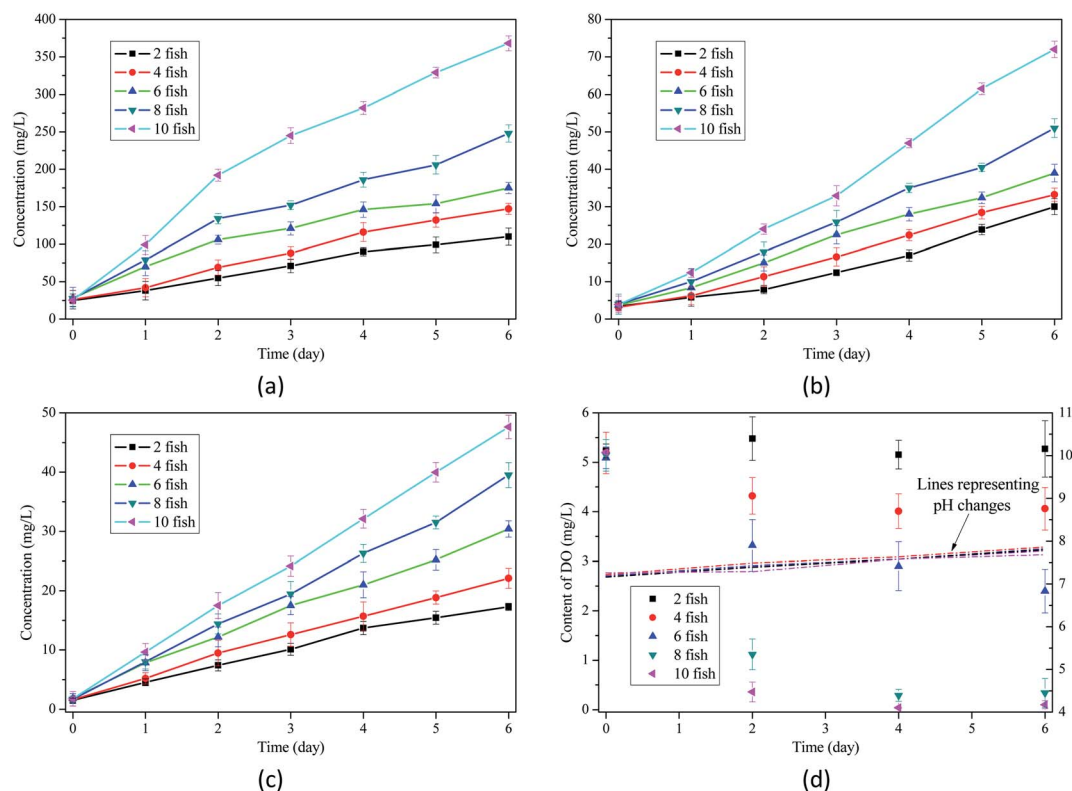 400
350
300
250
200
150
100
50
0
Concentration (mg/L)
2 fish
4 fish
6 fish
8 fish
10 fish
0 1 2 3 4 5 6
Time (day)
(a)
80
70
60
50
40
30
20
10
0
Concentration (mg/L)
2 fish
4 fish
6 fish
8 fish
10 fish
0 1 2 3 4 5 6
Time (day)
(b)
50
40
30
20
10
0
Concentration (mg/L)
2 fish
4 fish
6 fish
8 fish
10 fish
0 1 2 3 4 5 6
Time (day)
(c)
6
5
4
3
2
1
0
Content of DO (mg/L)
Lines representing
pH changes
2 fish
4 fish
6 fish
8 fish
10 fish
11
10
9
8
7
6
5
4
0 1 2 3 4 5 6
Time (day)
(d)